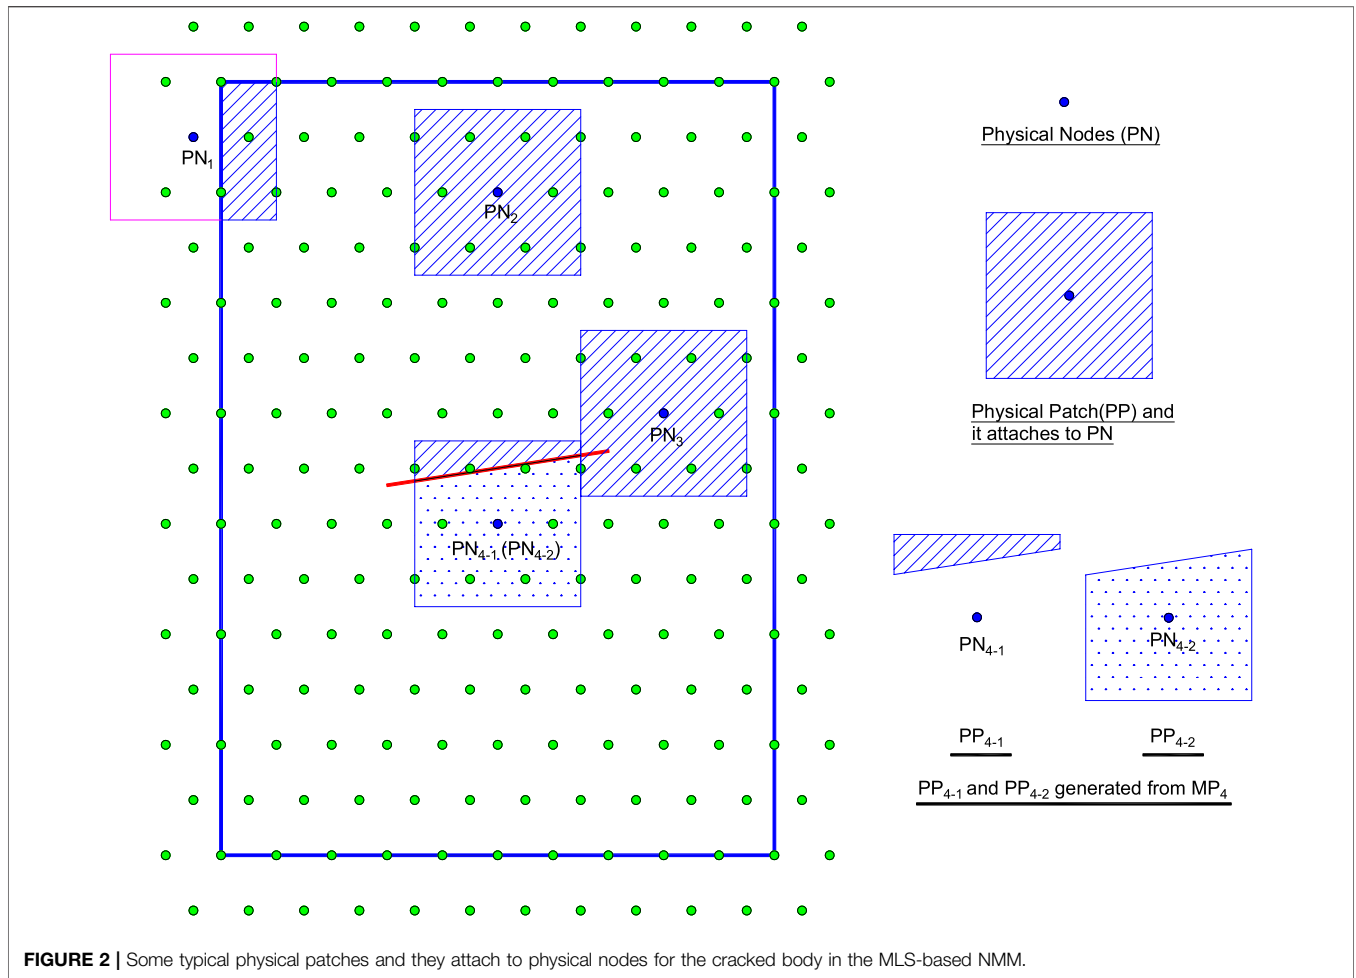 PN1
PN2
PN3
PN4-1 (PN4-2)
Physical Nodes (PN)
Physical Patch(PP) and
it attaches to PN
PN4-1
PN4-2
PP4-1
PP4-2
PP4-1 and PP4-2 generated from MP4
FIGURE 2 | Some typical physical patches and they attach to physical nodes for the cracked body in the MLS-based NMM.